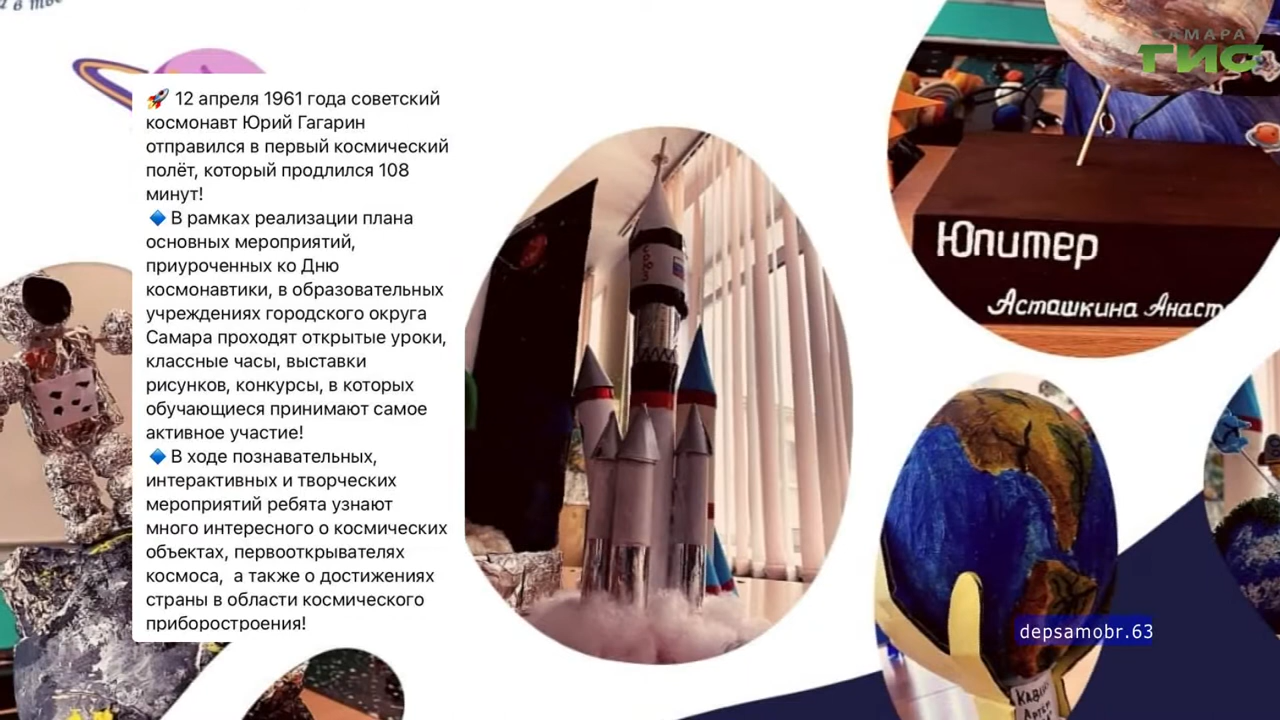 САМАРА
ГИС
🚀 12 апреля 1961 года советский
космонавт Юрий Гагарин
отправился в первый космический
полёт, который продлился 108
минут!
🔷 В рамках реализации плана
основных мероприятий,
приуроченных ко Дню
космонавтики, в образовательных
учреждениях городского округа
Самара проходят открытые уроки,
классные часы, выставки
рисунков, конкурсы, в которых
обучающиеся принимают самое
активное участие!
🔷 В ходе познавательных,
интерактивных и творческих
мероприятий ребята узнают
много интересного о космических
объектах, первооткрывателях
космоса, а также о достижениях
страны в области космического
приборостроения!
Юпитер
Асташкина
depsamobr.63